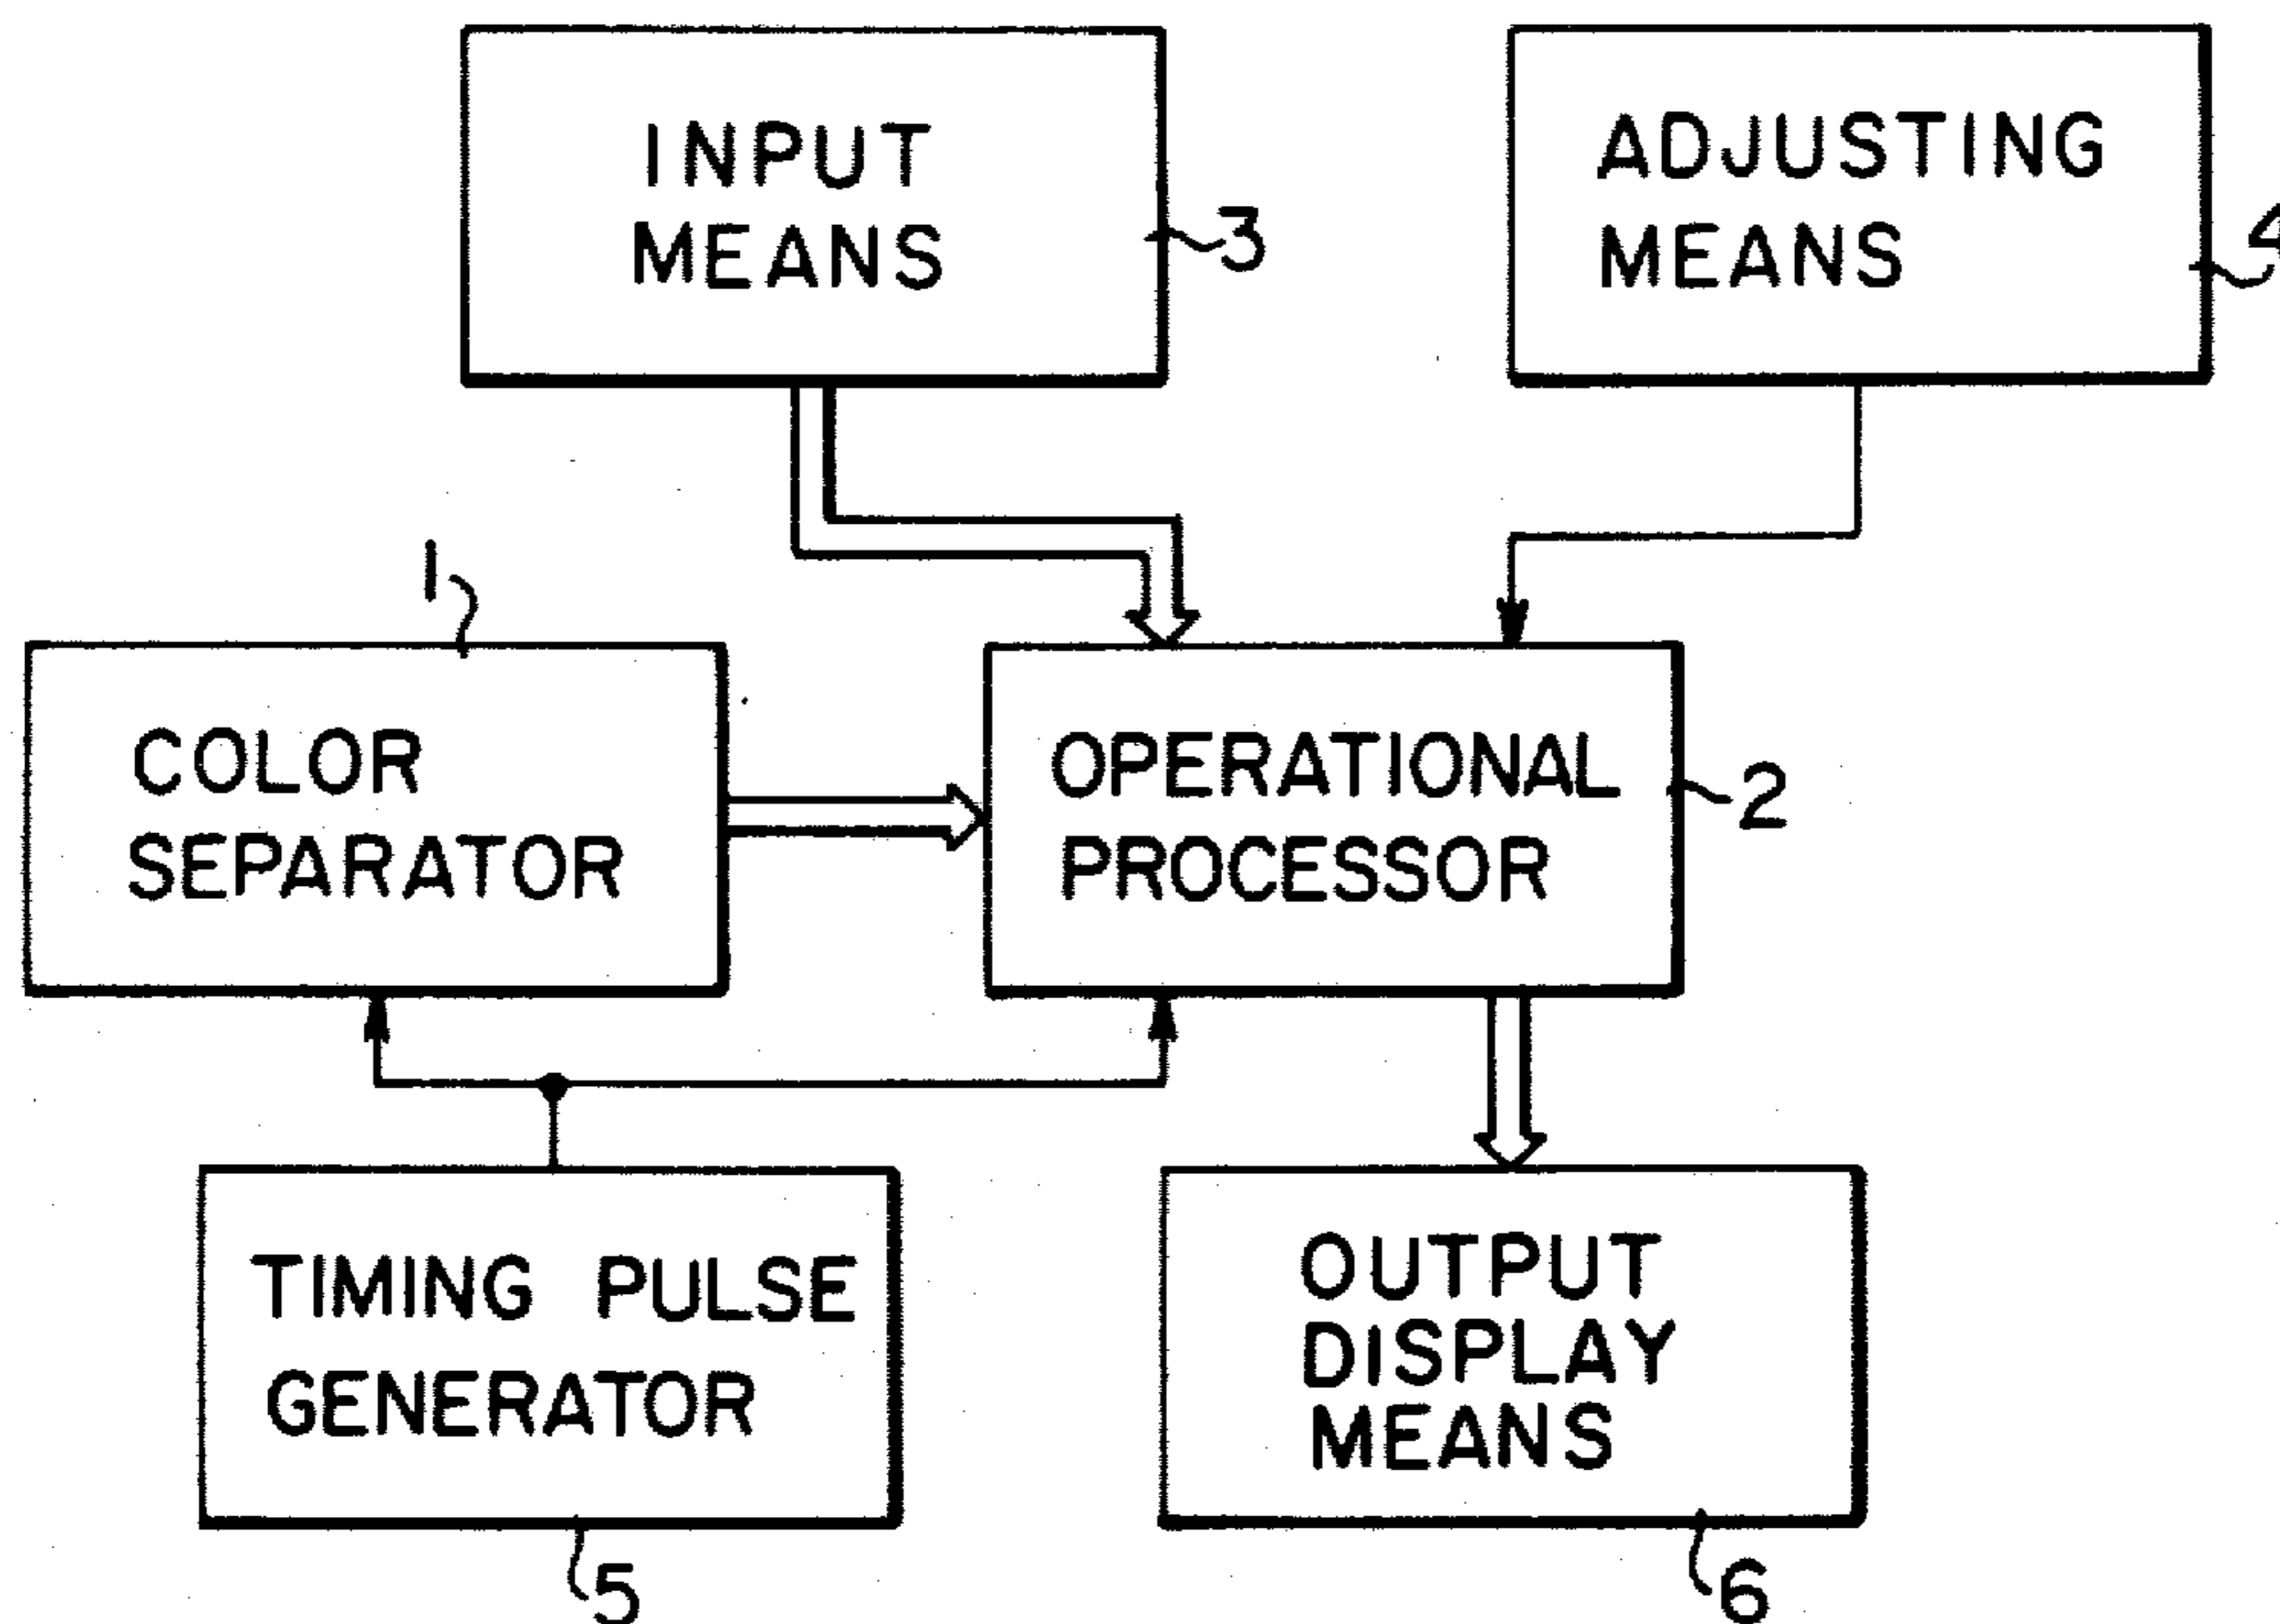 INPUT
MEANS
3
ADJUSTING
MEANS
4
1
COLOR
SEPARATOR
OPERATIONAL
PROCESSOR
2
TIMING PULSE
GENERATOR
5
OUTPUT
DISPLAY
MEANS
6